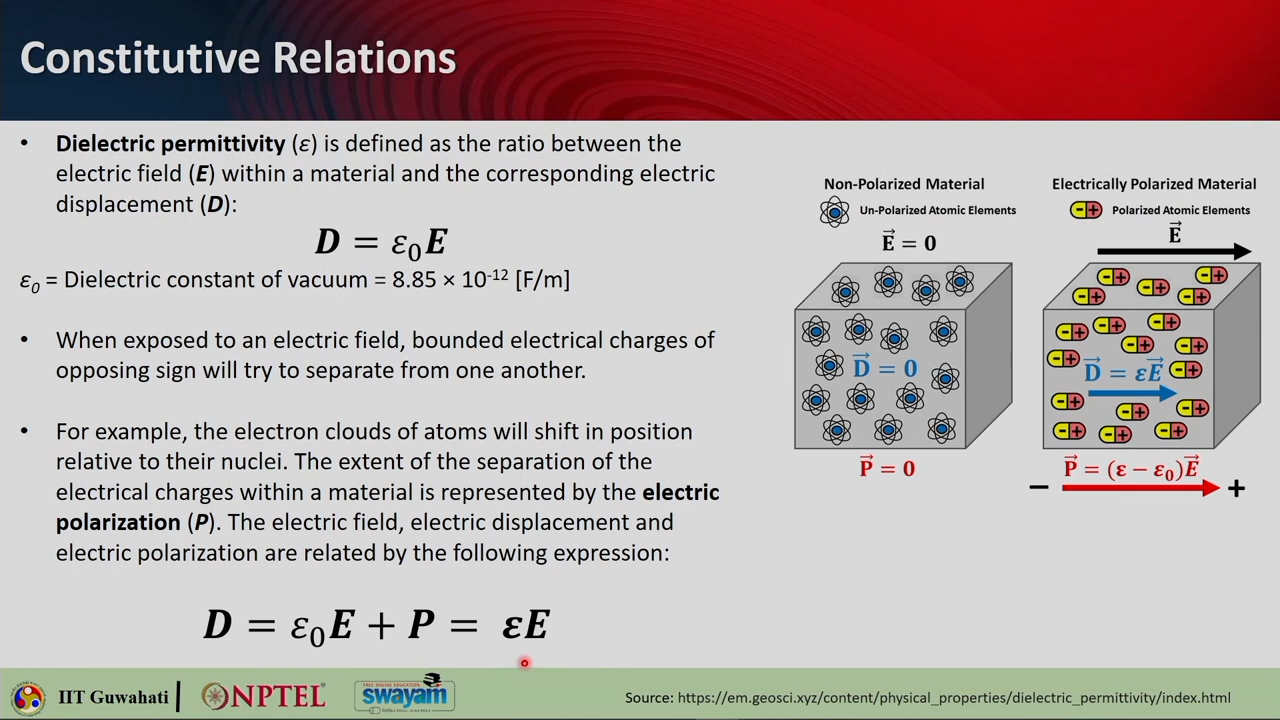 Constitutive Relations
• Dielectric permittivity (ε) is defined as the ratio between the
electric field (E) within a material and the corresponding electric
displacement (D):
D = ε₀E
ε₀ = Dielectric constant of vacuum = 8.85 × 10⁻¹² [F/m]
• When exposed to an electric field, bounded electrical charges of
opposing sign will try to separate from one another.
• For example, the electron clouds of atoms will shift in position
relative to their nuclei. The extent of the separation of the
electrical charges within a material is represented by the electric
polarization (P). The electric field, electric displacement and
electric polarization are related by the following expression:
D = ε₀E + P = εE
Non-Polarized Material
Un-Polarized Atomic Elements
E⃗ = 0
D⃗ = 0
P⃗ = 0
Electrically Polarized Material
- + Polarized Atomic Elements
E⃗
D⃗ = εE⃗
P⃗ = (ε − ε₀)E⃗
− +
IIT Guwahati
NPTEL
FREE ONLINE EDUCATION
swayam
Source: https://em.geosci.xyz/content/physical_properties/dielectric_permittivity/index.html